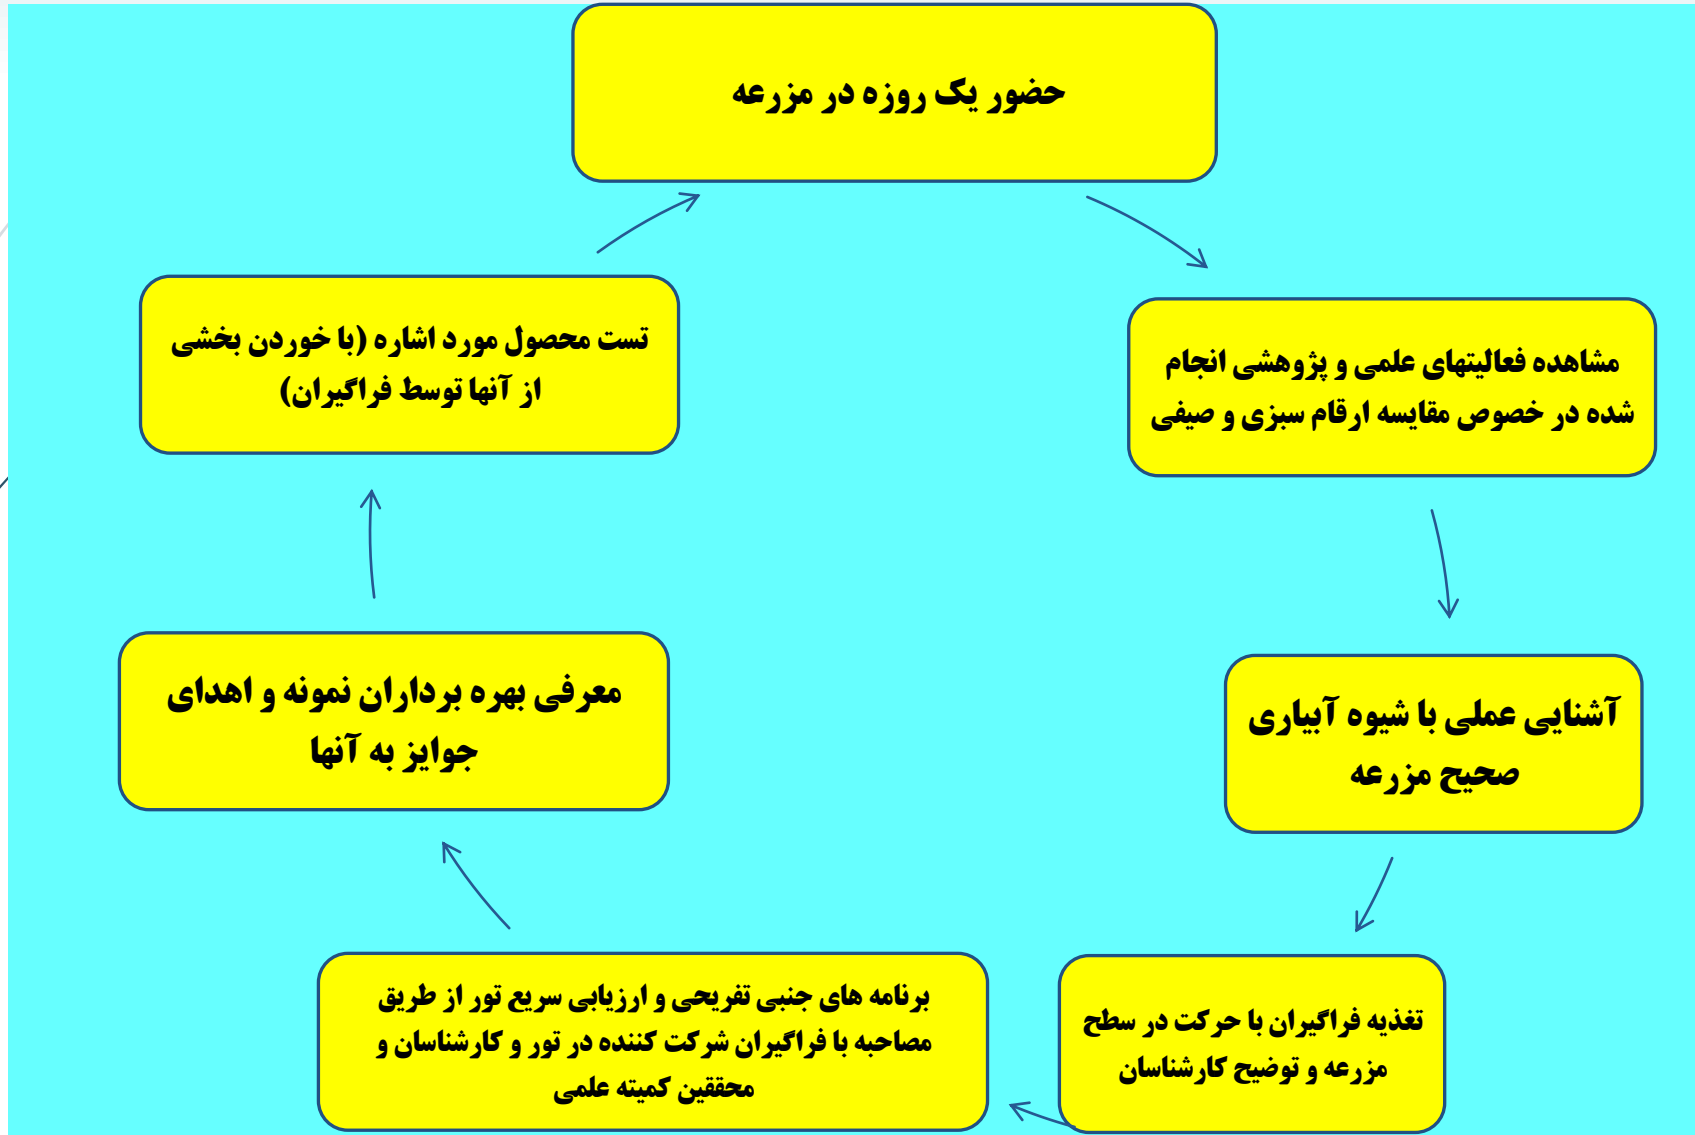 حضور یک روزه در مزرعه
مشاهده فعالیتهای علمی و پژوهشی انجام
شده در خصوص مقایسه ارقام سبزی و صیفی
آشنایی عملی با شیوه آبیاری
صحیح مزرعه
تغذیه فراگیران با حرکت در سطح
مزرعه و توضیح کارشناسان
برنامه های جنبی تفریحی و ارزیابی سریع تور از طریق
مصاحبه با فراگیران شرکت کننده در تور و کارشناسان و
محققین کمیته علمی
معرفی بهره برداران نمونه و اهدای
جوایز به آنها
تست محصول مورد اشاره (با خوردن بخشی
از آنها توسط فراگیران)